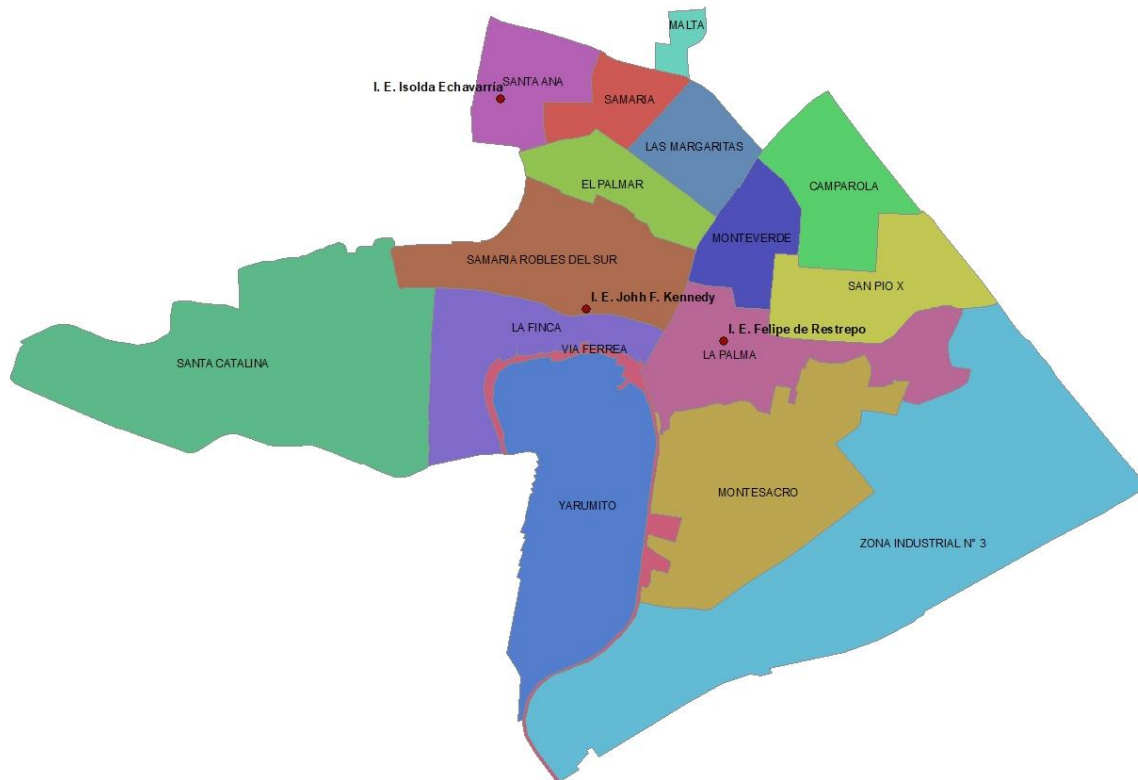 MALTA
SANTA ANA
I. E. Isolda Echavarría
SAMARIA
LAS MARGARITAS
EL PALMAR
CAMPAROLA
MONTEVERDE
SAMARIA ROBLES DEL SUR
SAN PIO X
I. E. Johh F. Kennedy
LA FINCA
I. E. Felipe de Restrepo
VIA FERREA
LA PALMA
SANTA CATALINA
MONTESACRO
YARUMITO
ZONA INDUSTRIAL N° 3